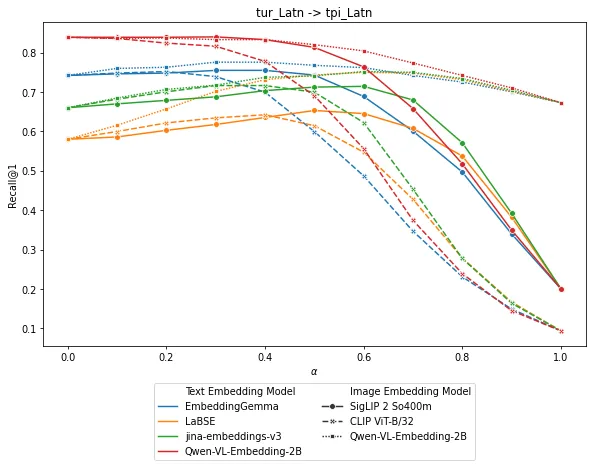 tur_Latn -> tpi_Latn
Recall@1
0.8
0.7
0.6
0.5
0.4
0.3
0.2
0.1
0.0 0.2 0.4 0.6 0.8 1.0
α
Text Embedding Model Image Embedding Model
EmbeddingGemma SigLIP 2 So400m
LaBSE CLIP ViT-B/32
jina-embeddings-v3 Qwen-VL-Embedding-2B
Qwen-VL-Embedding-2B